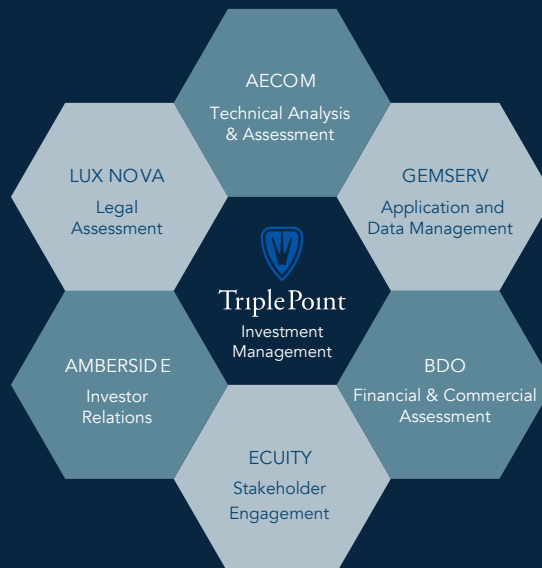 AECOM
Technical Analysis
& Assessment
LUX NOVA
Legal
Assessment
GEMSERV
Application and
Data Management
TriplePoint
Investment
Management
AMBERSIDE
Investor
Relations
BDO
Financial & Commercial
Assessment
ECUITY
Stakeholder
Engagement